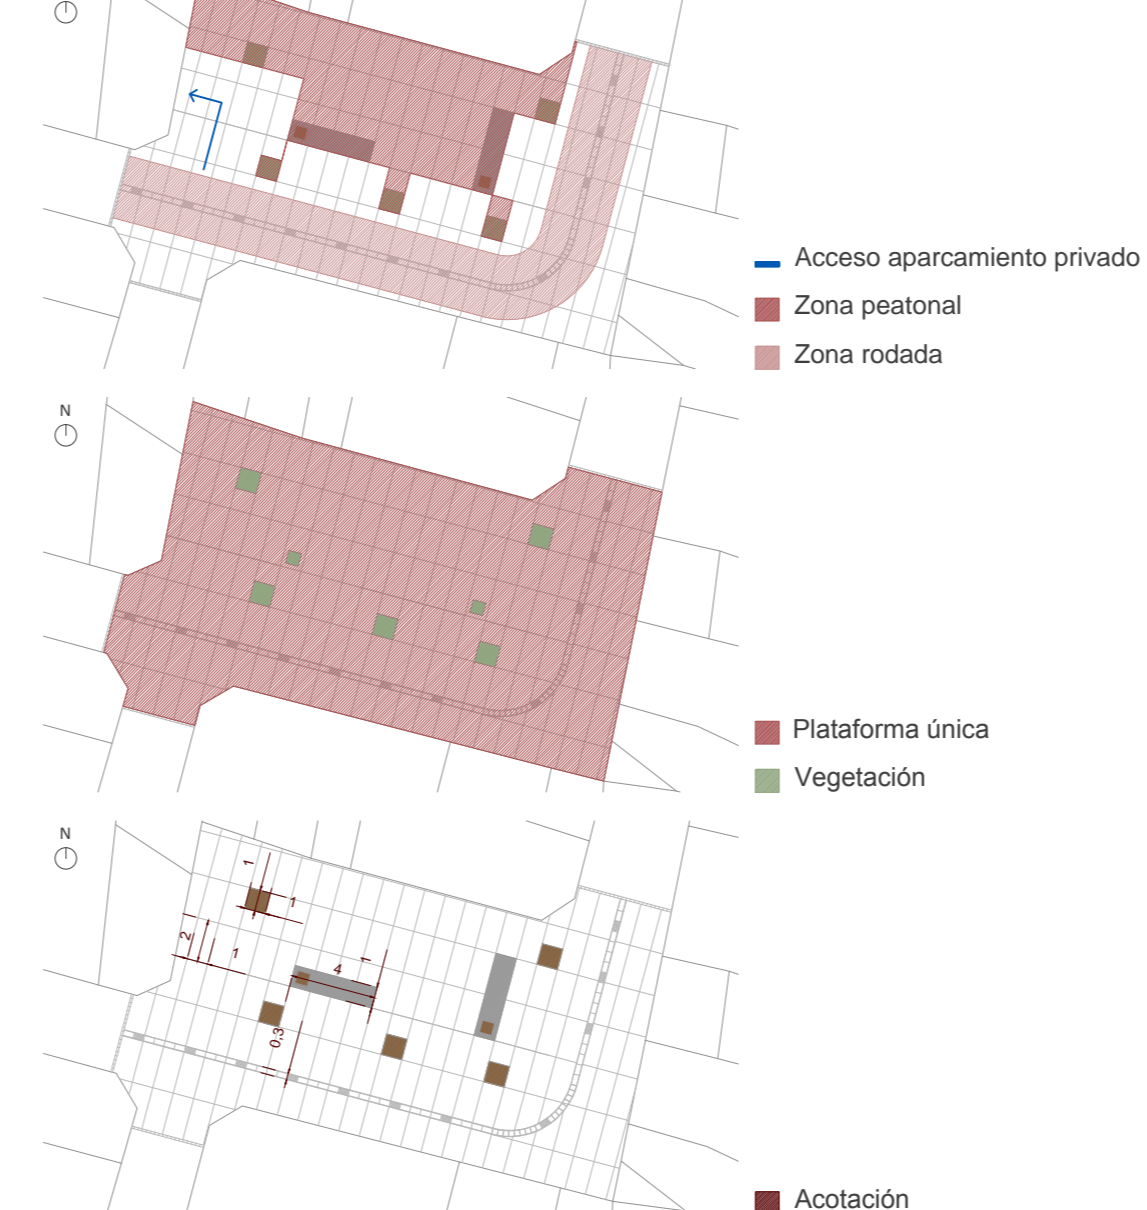 Acceso aparcamiento privado
Zona peatonal
Zona rodada
N
Plataforma única
Vegetación
N
1
1
2
1
4
1
0,3
Acotación